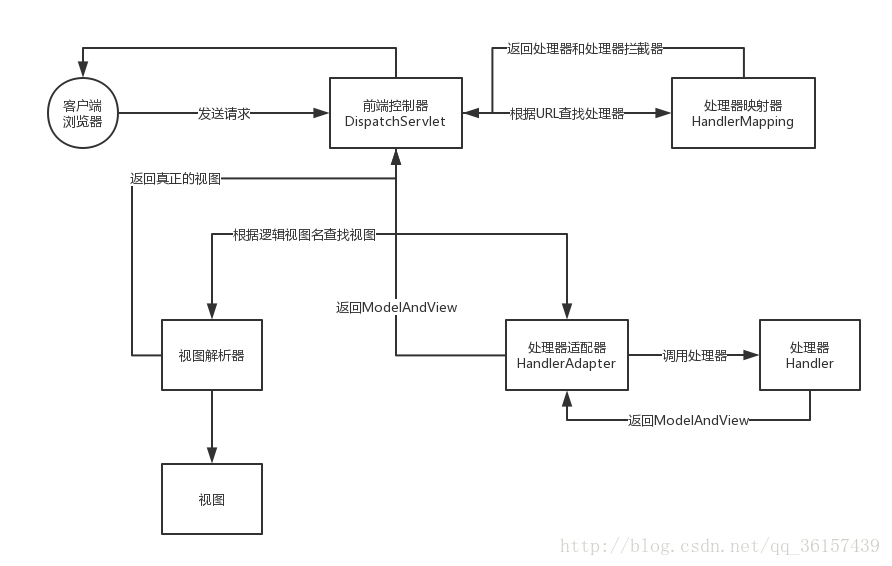 返回处理器和处理器拦截器
客户端
浏览器
发送请求
前端控制器
DispatchServlet
根据URL查找处理器
处理器映射器
HandlerMapping
返回真正的视图
根据逻辑视图名查找视图
返回ModelAndView
视图解析器
处理器适配器
HandlerAdapter
调用处理器
处理器
Handler
返回ModelAndView
视图
http://blog.csdn.net/qq_36157439